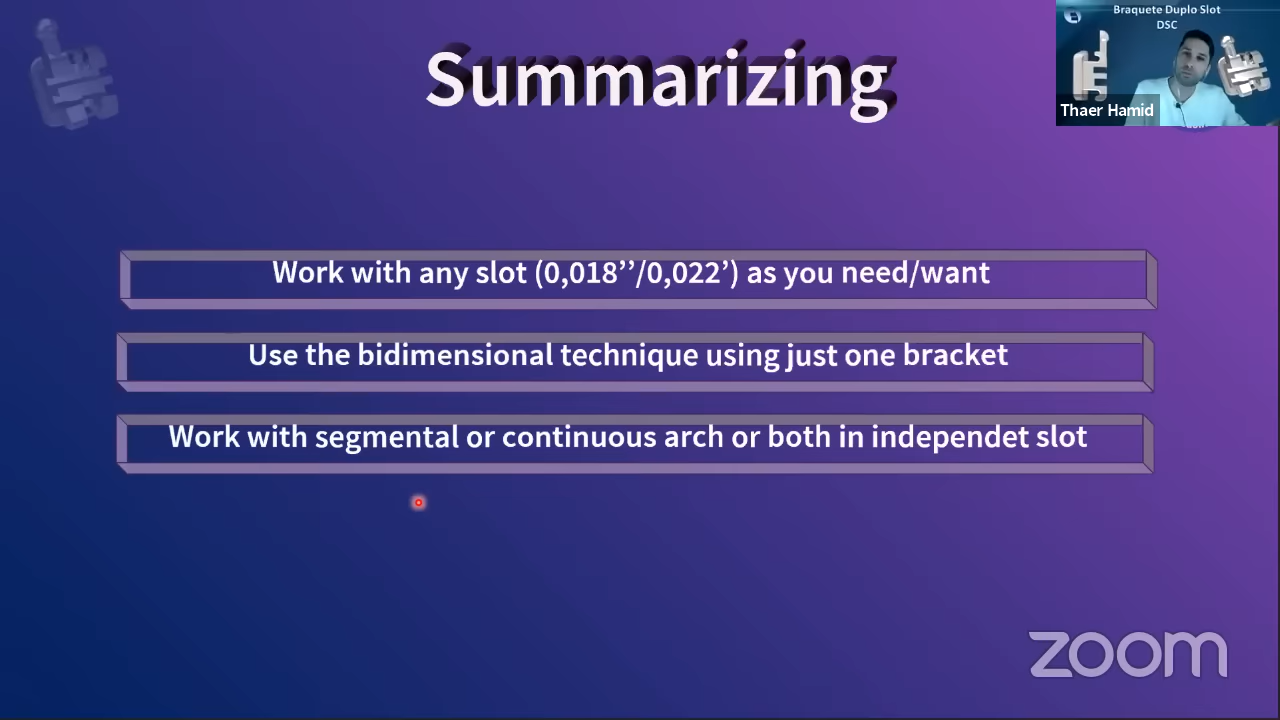 Summarizing
Braquete Duplo Slot
DSC
Thaer Hamid
Work with any slot (0,018’’/0,022’) as you need/want
Use the bidimensional technique using just one bracket
Work with segmental or continuous arch or both in independet slot
zoom